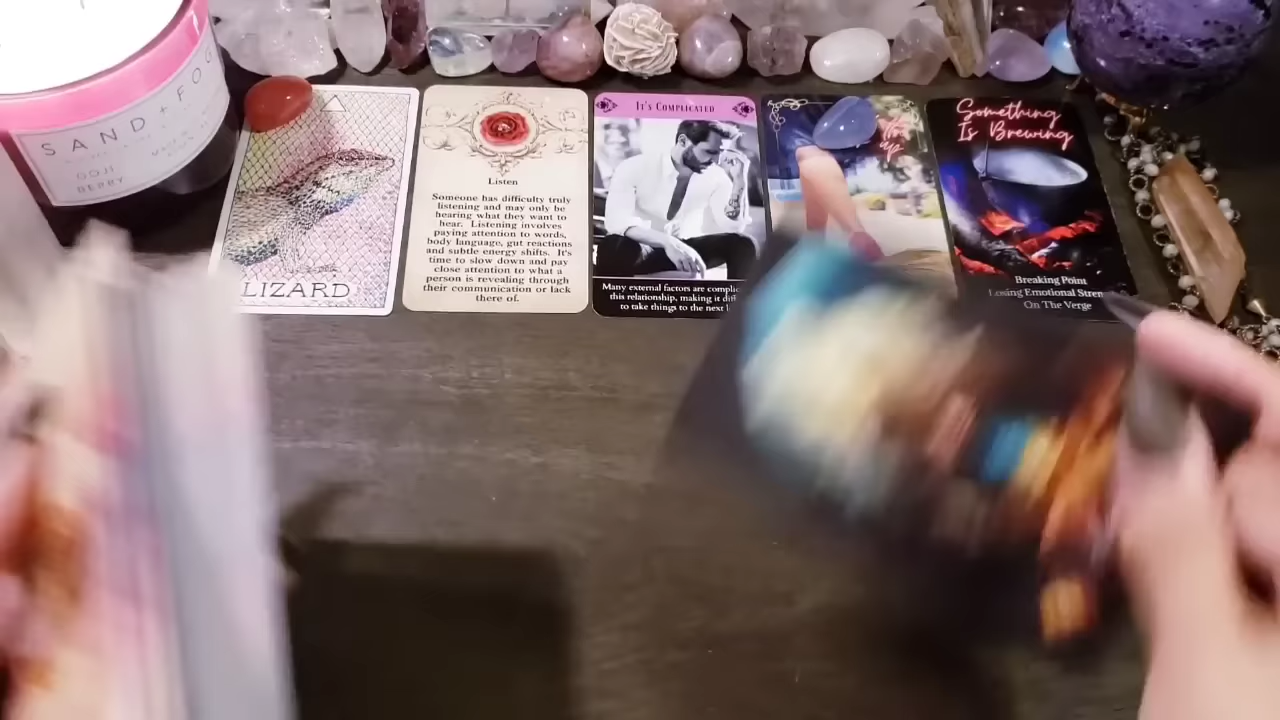 SAND + FOG
GOJI
BERRY
LIZARD
Listen
Someone has difficulty truly
listening and may only be
hearing what they want to
hear. Listening involves
paying attention to words,
body language, gut reactions
and subtle energy shifts. It's
time to slow down and pay
close attention to what a
person is revealing through
their communication or lack
there of.
It's Complicated
Many external factors are complic
this relationship, making it dif
to take things to the next
up
Something
Is Brewing
Breaking Point
Losing Emotional Stren
On The Verge